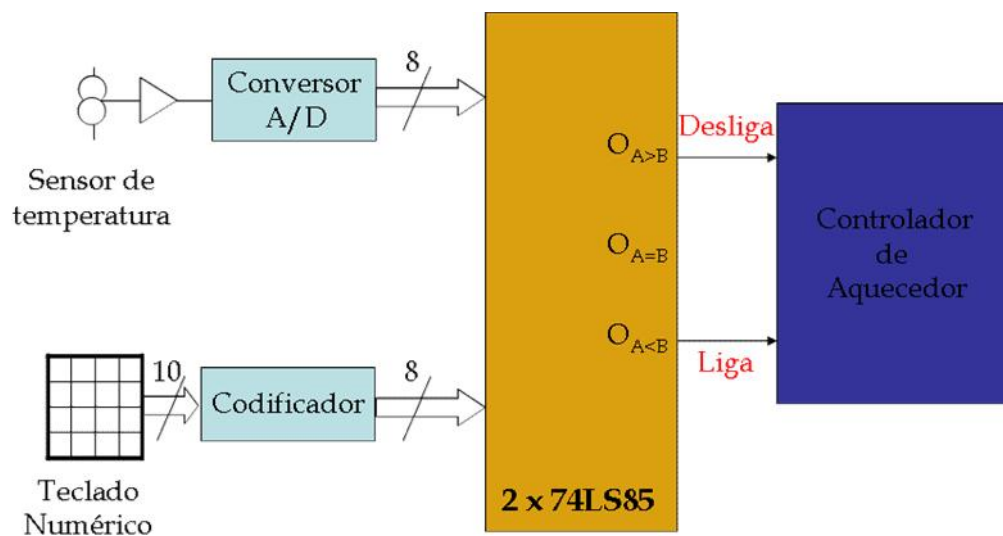 8
Conversor
A/D
Sensor de
temperatura
O A>B
Desliga
O A=B
Controlador
de
Aquecedor
O A<B
Liga
10
Codificador
8
Teclado
Numérico
2 x 74LS85